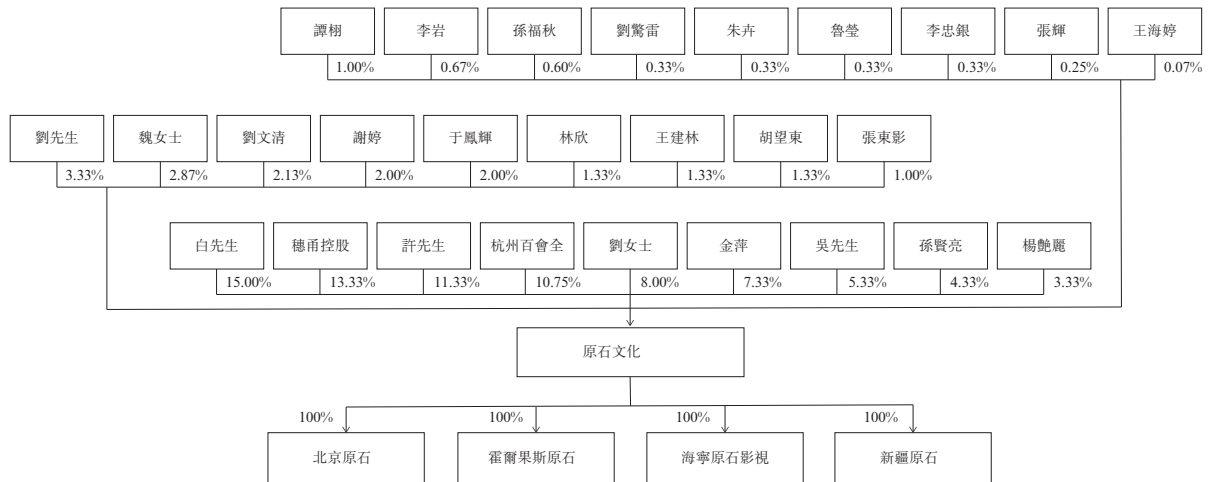 譚栩 李岩 孫福秋 劉驚雷 朱卉 魯瑩 李忠銀 張輝 王海婷
1.00% 0.67% 0.60% 0.33% 0.33% 0.33% 0.33% 0.25% 0.07%
劉先生 魏女士 劉文清 謝婷 于鳳輝 林欣 王建林 胡望東 張東影
3.33% 2.87% 2.13% 2.00% 2.00% 1.33% 1.33% 1.33% 1.00%
白先生 穗甬控股 許先生 杭州百會全 劉女士 金萍 吳先生 孫賢亮 楊艷麗
15.00% 13.33% 11.33% 10.75% 8.00% 7.33% 5.33% 4.33% 3.33%
原石文化
100% 100% 100% 100%
北京原石 霍爾果斯原石 海寧原石影視 新疆原石